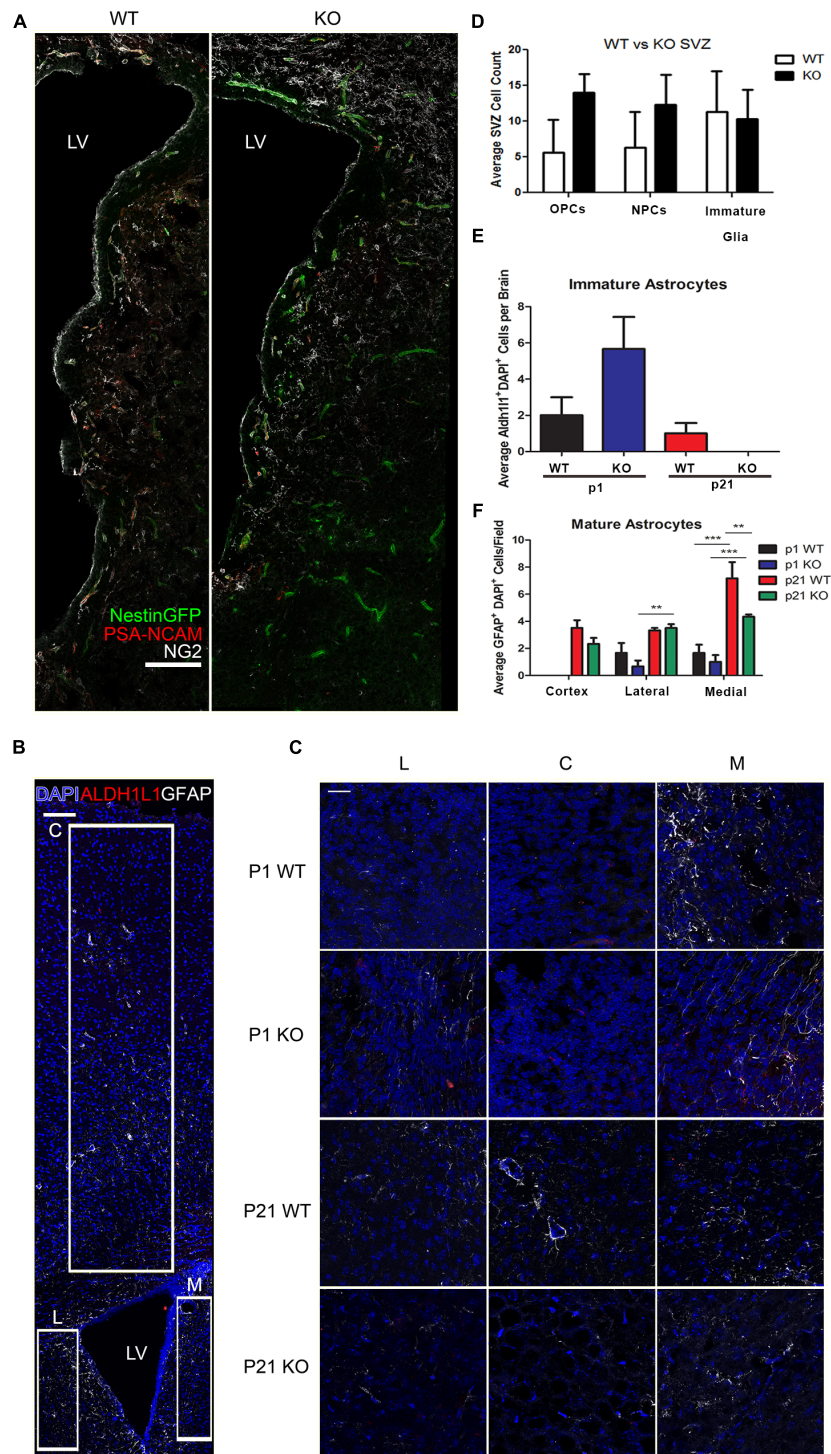 A
WT
KO
LV
LV
NestinGFP
PSA-NCAM
NG2
D
WT vs KO SVZ
WT
KO
Average SVZ Cell Count
20
15
10
5
0
OPCs
NPCs
Immature
Glia
E
Immature Astrocytes
Average Aldh1l1+DAPI+ Cells per Brain
8
6
4
2
0
WT
KO
WT
KO
p1
p21
F
Mature Astrocytes
Average GFAP+ DAPI+ Cells/Field
10
8
6
4
2
0
**
***
***
**
p1 WT
p1 KO
p21 WT
p21 KO
Cortex
Lateral
Medial
B
DAPI ALDH1L1 GFAP
C
L
M
LV
C
L
C
M
P1 WT
P1 KO
P21 WT
P21 KO